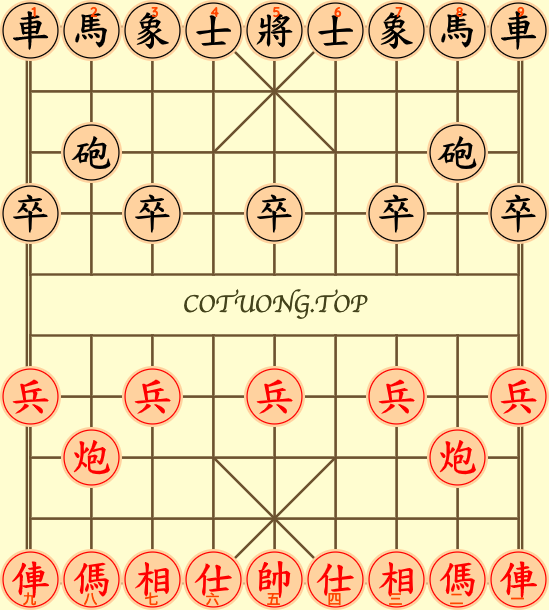 1 2 3 4 5 6 7 8 9
車 馬 象 士 將 士 象 馬 車
砲 砲
卒 卒 卒 卒 卒
COTUONG.TOP
兵 兵 兵 兵 兵
炮 炮
俥 傌 相 仕 帥 仕 相 傌 俥
九 八 七 六 五 四 三 二 一